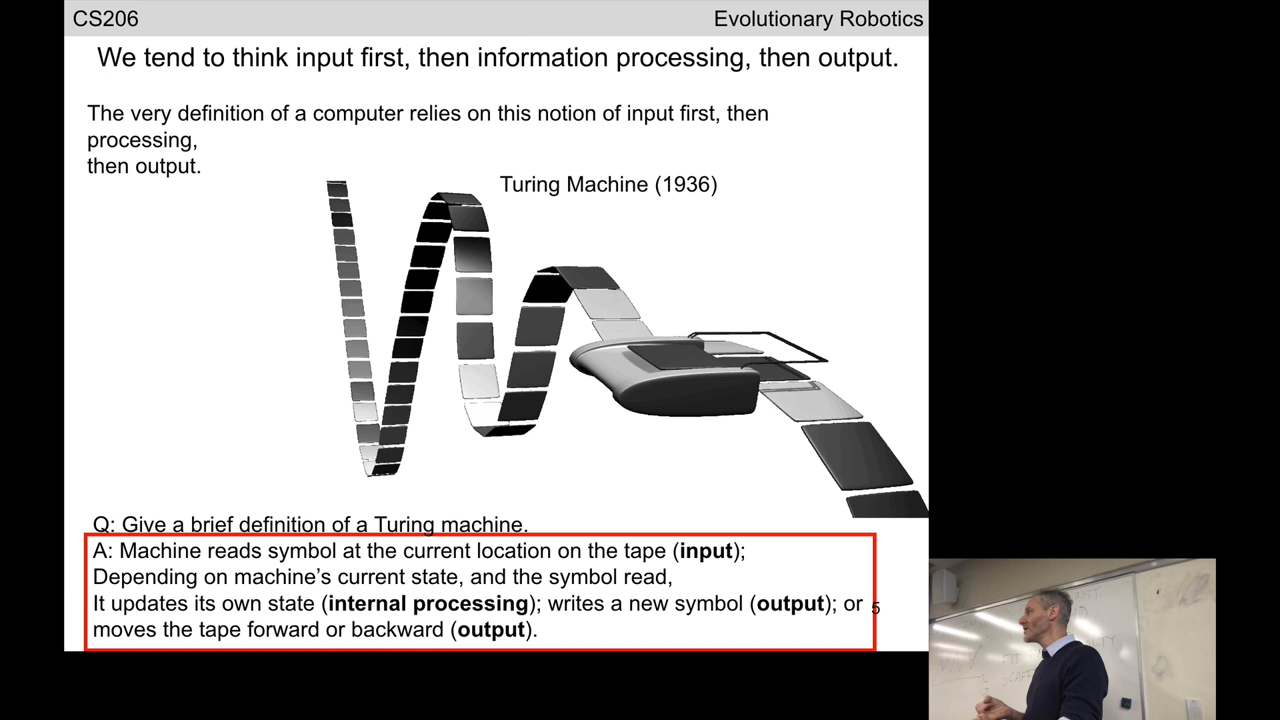 CS206
Evolutionary Robotics
We tend to think input first, then information processing, then output.
The very definition of a computer relies on this notion of input first, then
processing,
then output.
Turing Machine (1936)
Q: Give a brief definition of a Turing machine.
A: Machine reads symbol at the current location on the tape (input);
Depending on machine’s current state, and the symbol read,
It updates its own state (internal processing); writes a new symbol (output); or
moves the tape forward or backward (output).
5